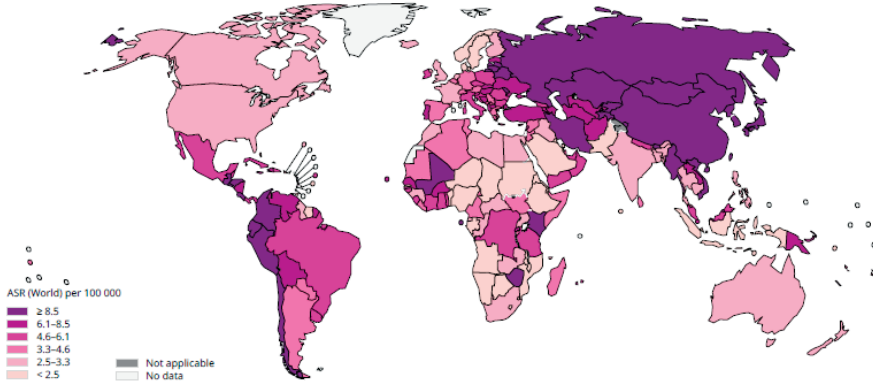 ASR (World) per 100 000
≥ 8.5
6.1–8.5
4.6–6.1
3.3–4.6
2.5–3.3
< 2.5
Not applicable
No data